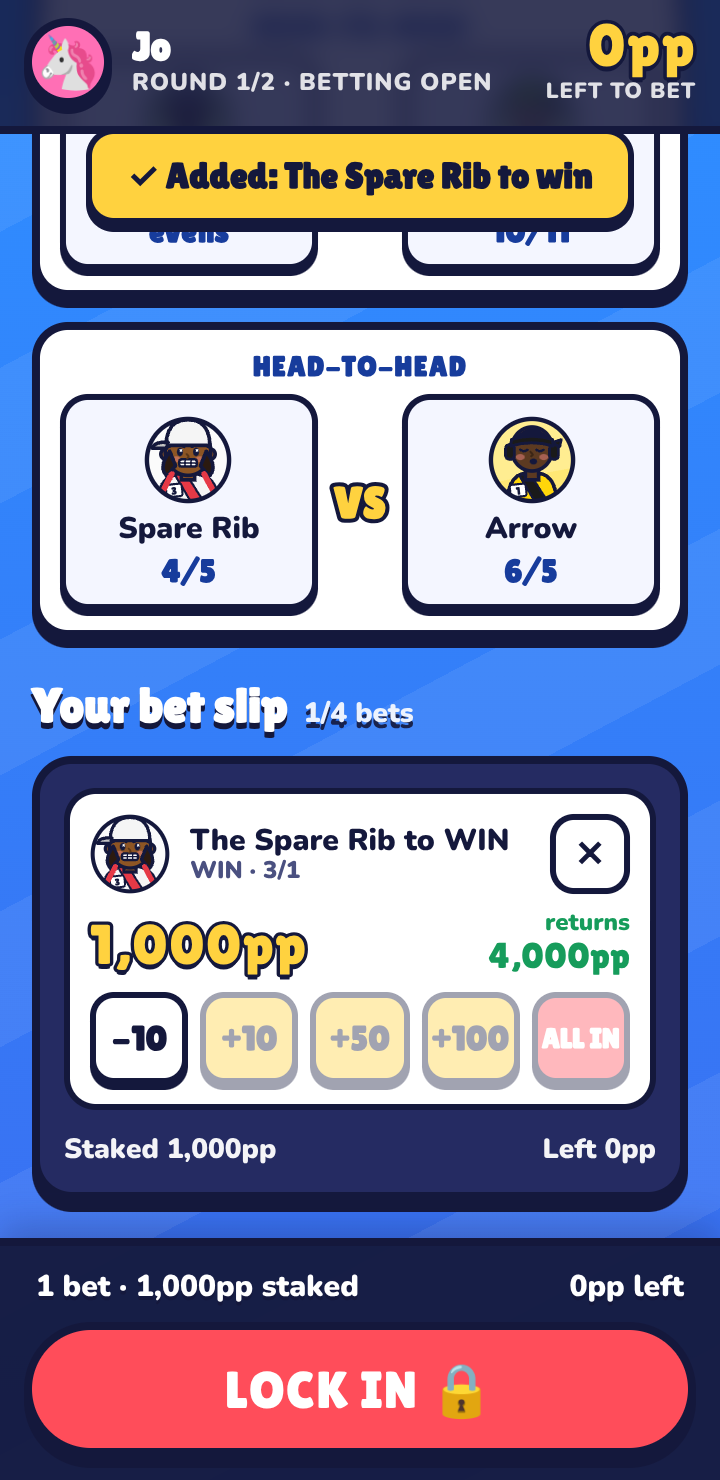 Jo
ROUND 1/2 · BETTING OPEN
0pp
LEFT TO BET
✓ Added: The Spare Rib to win
evens
10/11
HEAD-TO-HEAD
Spare Rib
4/5
VS
Arrow
6/5
Your bet slip 1/4 bets
The Spare Rib to WIN
WIN · 3/1
✕
1,000pp
returns
4,000pp
-10 +10 +50 +100 ALL IN
Staked 1,000pp Left 0pp
1 bet · 1,000pp staked 0pp left
LOCK IN 🔒